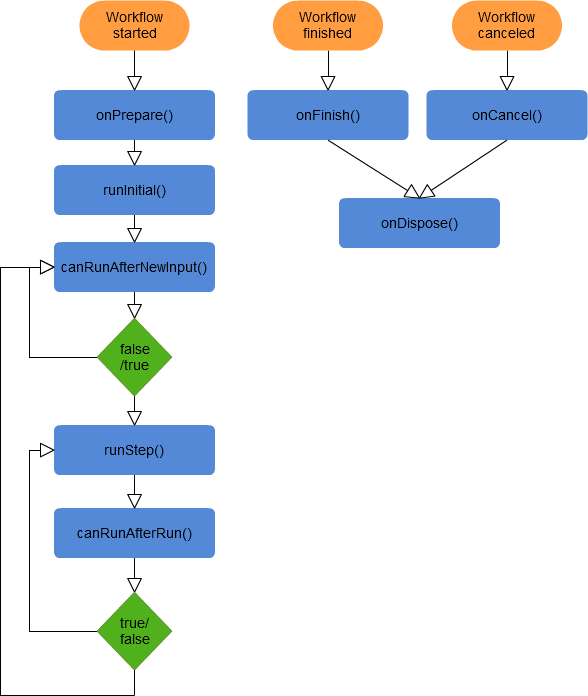 Workflow
started
Workflow
finished
Workflow
canceled
onPrepare()
onFinish()
onCancel()
runInitial()
onDispose()
canRunAfterNewInput()
false
/true
runStep()
canRunAfterRun()
true/
false